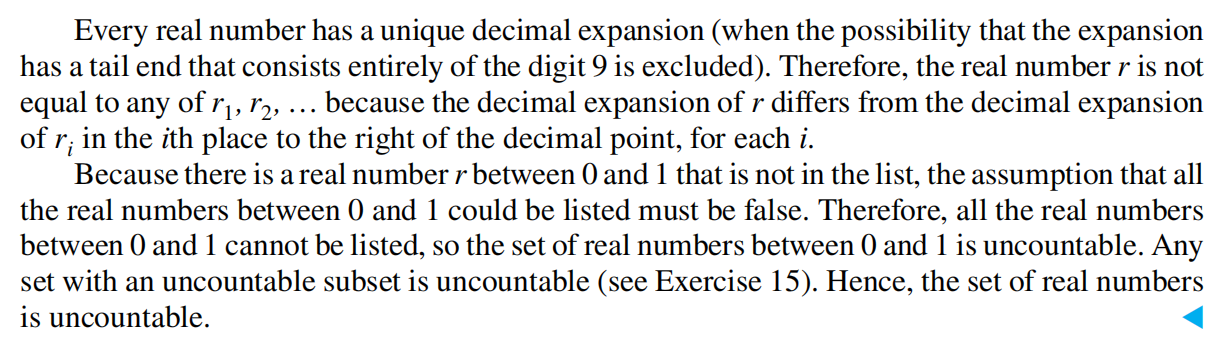 Every real number has a unique decimal expansion (when the possibility that the expansion
has a tail end that consists entirely of the digit 9 is excluded). Therefore, the real number r is not
equal to any of r₁, r₂, … because the decimal expansion of r differs from the decimal expansion
of rᵢ in the ith place to the right of the decimal point, for each i.
Because there is a real number r between 0 and 1 that is not in the list, the assumption that all
the real numbers between 0 and 1 could be listed must be false. Therefore, all the real numbers
between 0 and 1 cannot be listed, so the set of real numbers between 0 and 1 is uncountable. Any
set with an uncountable subset is uncountable (see Exercise 15). Hence, the set of real numbers
is uncountable.